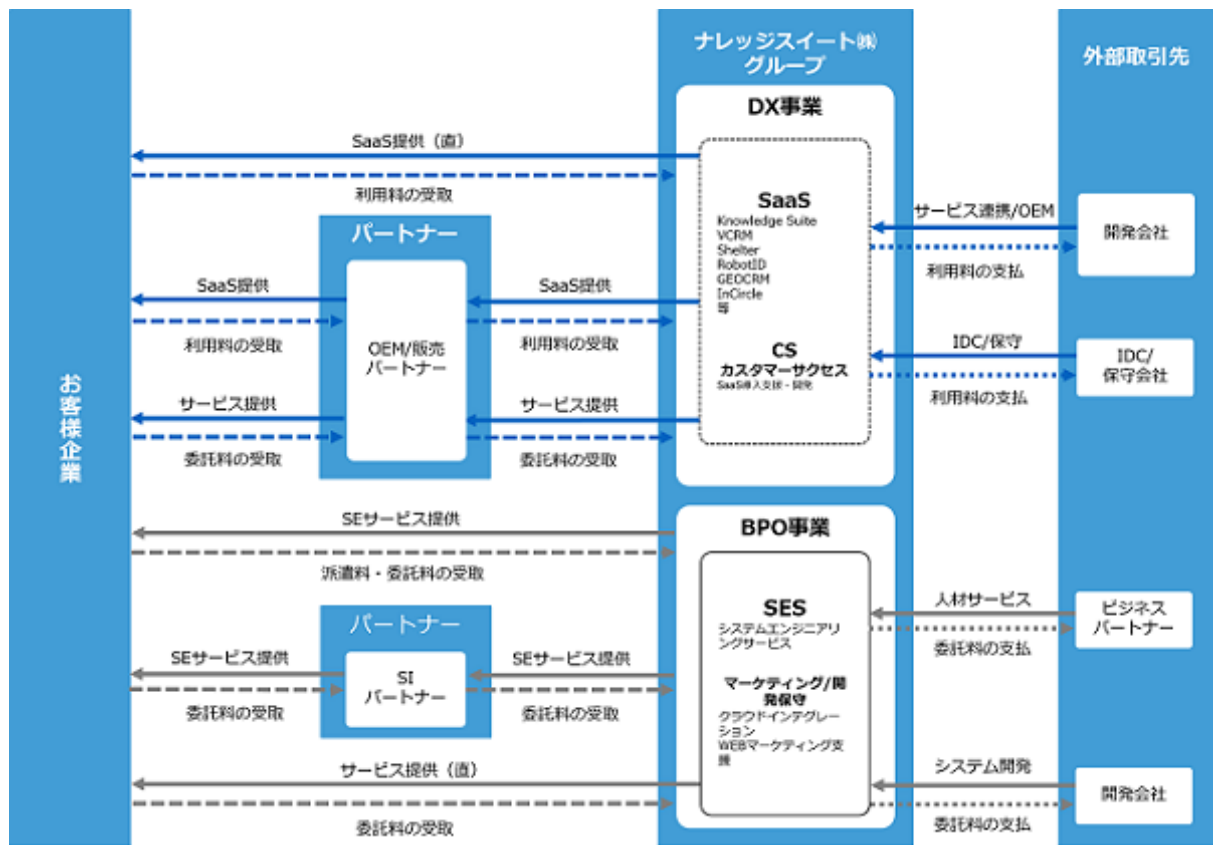 ナレッジスイート㈱
グループ
外部取引先
DX事業
SaaS提供（直）
利用料の受取
パートナー
SaaS
Knowledge Suite
VCRM
Shelter
RobotID
GEOCRM
InCircle
等
サービス連携/OEM
利用料の支払
開発会社
SaaS提供
利用料の受取
OEM/販売
パートナー
SaaS提供
利用料の受取
CS
カスタマーサクセス
SaaS導入支援・開発
IDC/保守
利用料の支払
IDC/
保守会社
お客様企業
サービス提供
委託料の受取
サービス提供
委託料の受取
BPO事業
SEサービス提供
派遣料・委託料の受取
SES
システムエンジニアリ
ングサービス
人材サービス
委託料の支払
ビジネス
パートナー
パートナー
SEサービス提供
委託料の受取
SI
パートナー
SEサービス提供
委託料の受取
マーケティング/開
発保守
クラウドインテグレー
ション
WEBマーケティング支
援
サービス提供（直）
委託料の受取
システム開発
委託料の支払
開発会社